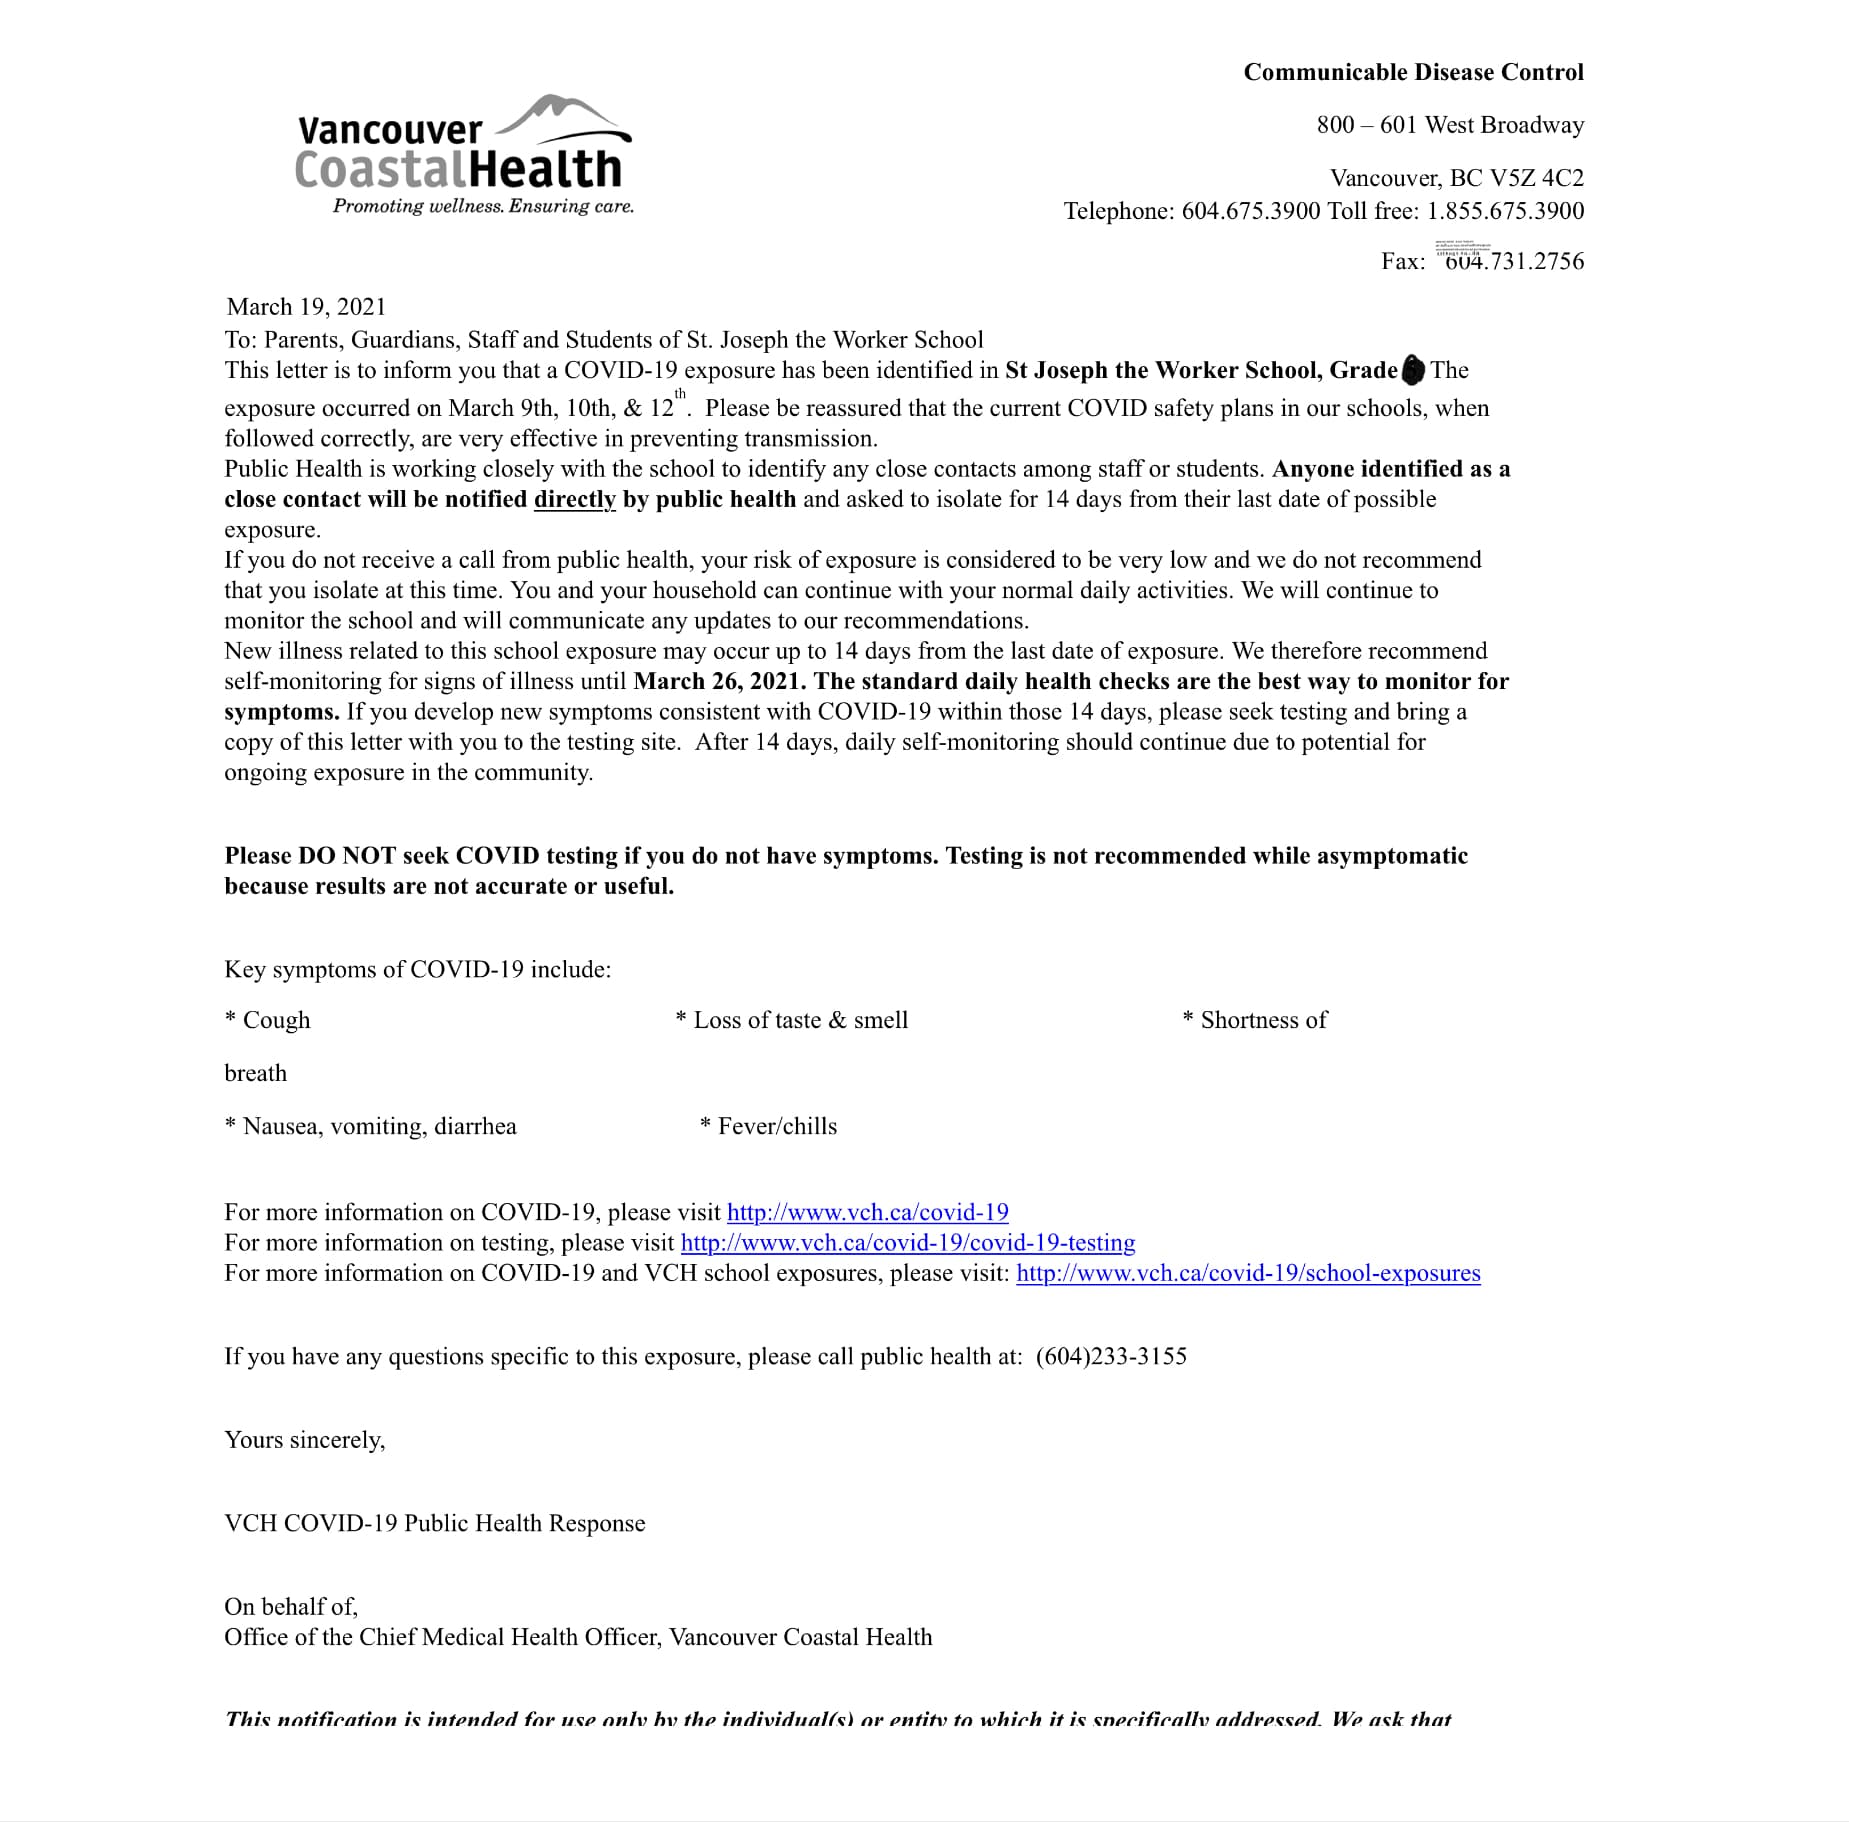 Communicable Disease Control
Vancouver
CoastalHealth
Promoting wellness. Ensuring care.
800 – 601 West Broadway
Vancouver, BC V5Z 4C2
Telephone: 604.675.3900 Toll free: 1.855.675.3900
Fax: 604.731.2756
March 19, 2021
To: Parents, Guardians, Staff and Students of St. Joseph the Worker School
This letter is to inform you that a COVID-19 exposure has been identified in St Joseph the Worker School, Grade The
exposure occurred on March 9th, 10th, & 12th. Please be reassured that the current COVID safety plans in our schools, when
followed correctly, are very effective in preventing transmission.
Public Health is working closely with the school to identify any close contacts among staff or students. Anyone identified as a
close contact will be notified directly by public health and asked to isolate for 14 days from their last date of possible
exposure.
If you do not receive a call from public health, your risk of exposure is considered to be very low and we do not recommend
that you isolate at this time. You and your household can continue with your normal daily activities. We will continue to
monitor the school and will communicate any updates to our recommendations.
New illness related to this school exposure may occur up to 14 days from the last date of exposure. We therefore recommend
self-monitoring for signs of illness until March 26, 2021. The standard daily health checks are the best way to monitor for
symptoms. If you develop new symptoms consistent with COVID-19 within those 14 days, please seek testing and bring a
copy of this letter with you to the testing site. After 14 days, daily self-monitoring should continue due to potential for
ongoing exposure in the community.
Please DO NOT seek COVID testing if you do not have symptoms. Testing is not recommended while asymptomatic
because results are not accurate or useful.
Key symptoms of COVID-19 include:
* Cough * Loss of taste & smell * Shortness of
breath
* Nausea, vomiting, diarrhea * Fever/chills
For more information on COVID-19, please visit http://www.vch.ca/covid-19
For more information on testing, please visit http://www.vch.ca/covid-19/covid-19-testing
For more information on COVID-19 and VCH school exposures, please visit: http://www.vch.ca/covid-19/school-exposures
If you have any questions specific to this exposure, please call public health at: (604)233-3155
Yours sincerely,
VCH COVID-19 Public Health Response
On behalf of,
Office of the Chief Medical Health Officer, Vancouver Coastal Health
This notification is intended for use only by the individual(s) or entity to which it is specifically addressed. We ask that